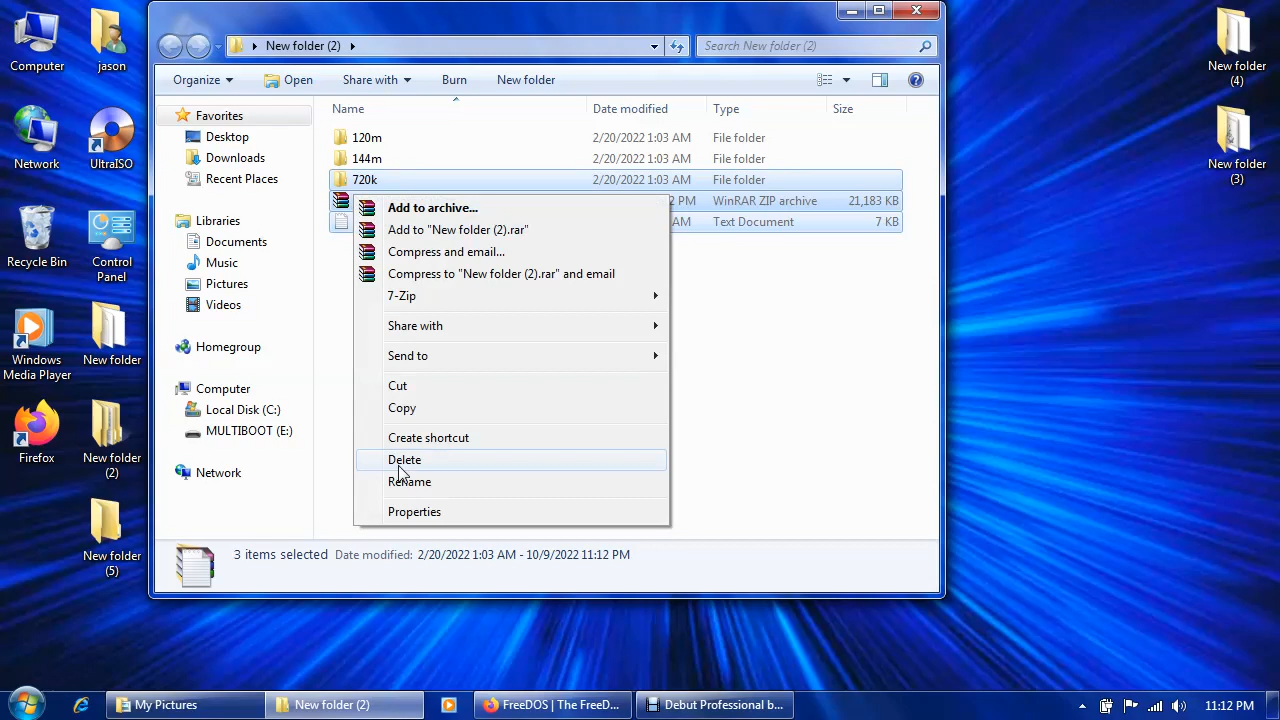 Computer
jason
Network
UltraISO
Recycle Bin
Control
Panel
Windows
Media Player
New folder
Firefox
New folder
(2)
New folder
(5)
New folder
(4)
New folder
(3)
New folder (2)
Search New folder (2)
Organize
Open
Share with
Burn
New folder
Name
Date modified
Type
Size
Favorites
Desktop
Downloads
Recent Places
Libraries
Documents
Music
Pictures
Videos
Homegroup
Computer
Local Disk (C:)
MULTIBOOT (E:)
Network
120m 2/20/2022 1:03 AM File folder
144m 2/20/2022 1:03 AM File folder
720k 2/20/2022 1:03 AM File folder
2 PM WinRAR ZIP archive 21,183 KB
AM Text Document 7 KB
Add to archive...
Add to "New folder (2).rar"
Compress and email...
Compress to "New folder (2).rar" and email
7-Zip
Share with
Send to
Cut
Copy
Create shortcut
Delete
Rename
Properties
3 items selected Date modified: 2/20/2022 1:03 AM - 10/9/2022 11:12 PM
My Pictures
New folder (2)
FreeDOS | The FreeD...
Debut Professional b...
11:12 PM